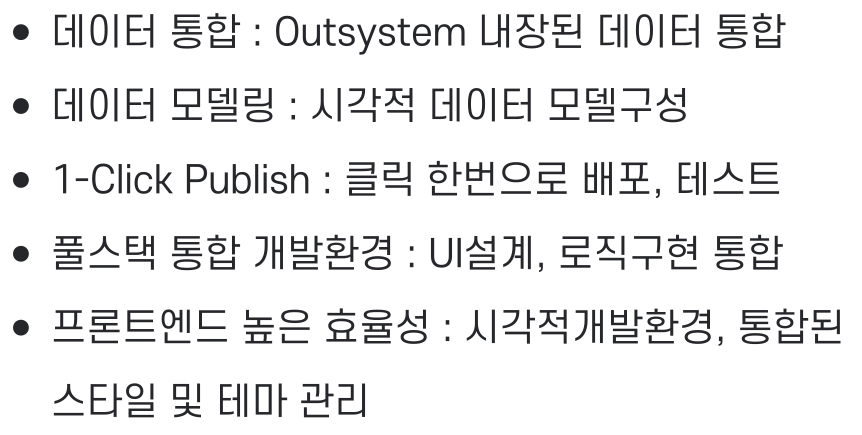 • 데이터 통합 : Outsystem 내장된 데이터 통합
• 데이터 모델링 : 시각적 데이터 모델구성
• 1-Click Publish : 클릭 한번으로 배포, 테스트
• 풀스택 통합 개발환경 : UI설계, 로직구현 통합
• 프론트엔드 높은 효율성 : 시각적개발환경, 통합된
스타일 및 테마 관리